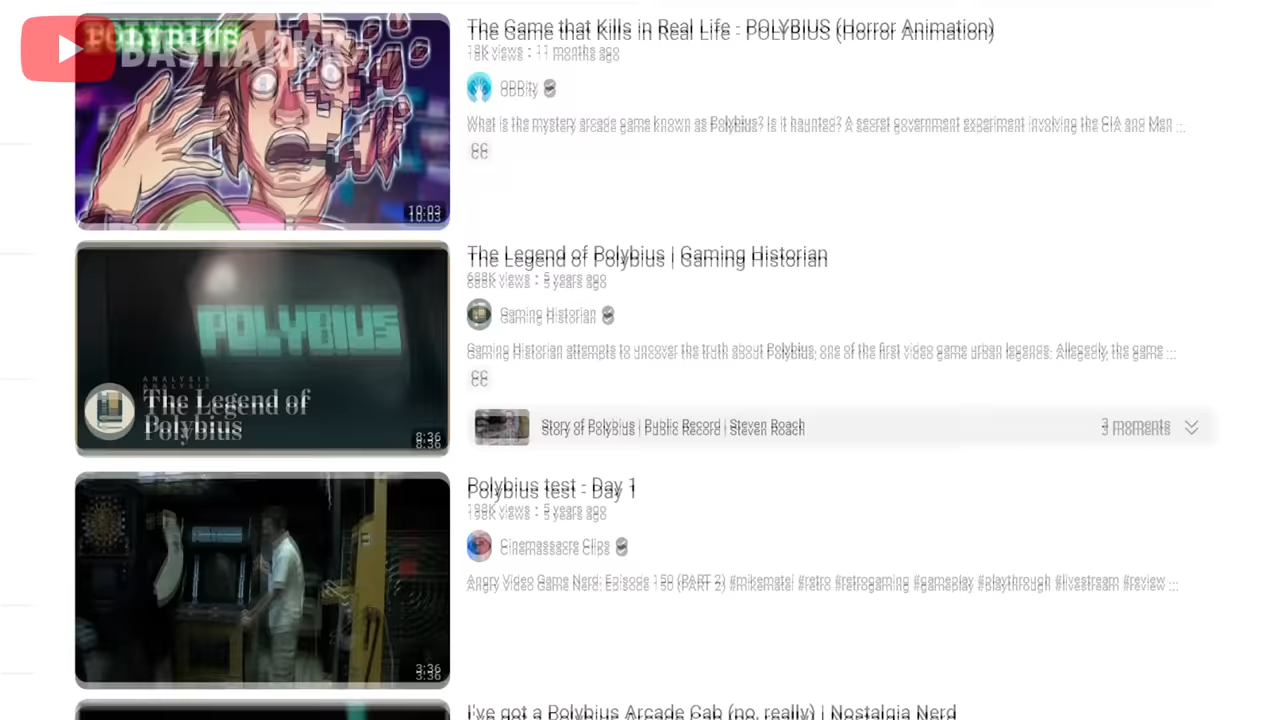 POLYBIUS
BASHARKK
10:03
The Game that Kills in Real Life - POLYBIUS (Horror Animation)
18K views • 11 months ago
ODDity
What is the mystery arcade game known as Polybius? Is it haunted? A secret government experiment involving the CIA and Men ...
CC
POLYBIUS
ANALYSIS
The Legend of
Polybius
8:36
The Legend of Polybius | Gaming Historian
688K views • 5 years ago
Gaming Historian
Gaming Historian attempts to uncover the truth about Polybius, one of the first video game urban legends. Allegedly, the game ...
CC
Story of Polybius | Public Record | Steven Roach
3 moments
3:36
Polybius test - Day 1
198K views • 5 years ago
Cinemassacre Clips
Angry Video Game Nerd: Episode 150 (PART 2) #mikematei #retro #retrogaming #gameplay #playthrough #livestream #review ...
I've got a Polybius Arcade Cab (no, really) | Nostalgia Nerd